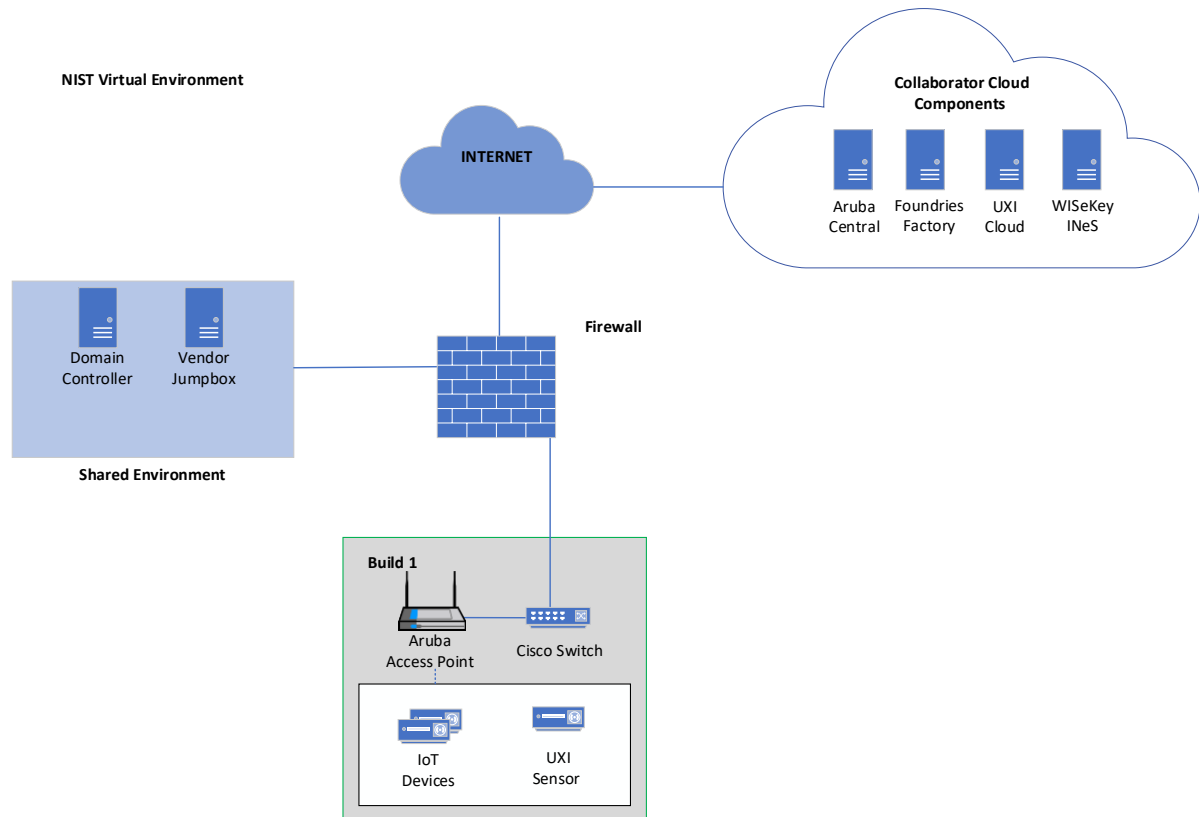 NIST Virtual Environment
Collaborator Cloud
Components
INTERNET
Aruba
Central
Foundries
Factory
UXI
Cloud
WISeKey
INeS
Firewall
Domain
Controller
Vendor
Jumpbox
Shared Environment
Build 1
Aruba
Access Point
Cisco Switch
IoT
Devices
UXI
Sensor